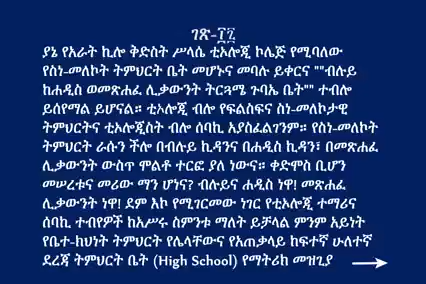 ገጽ-፲፯
ያኔ የአራት ኪሎ ቅድስት ሥላሴ ቲኦሎጂ ኮሌጅ የሚባለው
የስነ-መለኮት ትምህርት ቤት መሆኑና መባሉ ይቀርና ""ብሉይ
ከሐዲስ ወመጽሐፈ ሊቃውንት ትርጓሜ ጉባኤ ቤት"" ተብሎ
ይሰየማል ይሆናል። ቲኦሎጂ ብሎ የፍልስፍና ስነ-መለኮታዊ
ትምህርትና ቲኦሎጂስት ብሎ ሰባኪ አያስፈልገንም። የስነ-መለኮት
ትምህርት ራሱን ችሎ በብሉይ ኪዳንና በሐዲስ ኪዳን፣ በመጽሐፈ
ሊቃውንት ውስጥ ሞልቶ ተርፎ ያለ ነውና። ቀድሞስ ቢሆን
መሠረቱና መሪው ማን ሆነና? ብሉይና ሐዲስ ነዋ! መጽሐፈ
ሊቃውንት ነዋ! ደም እኮ የሚገርመው ነገር የቲኦሎጂ ተማሪና
ሰባኪ ተብየዎች ከአሥሩ ስምንቱ ማለት ይቻላል ምንም አይነት
የቤተ-ክህነት ትምህርት የሌላቸውና የአጠቃላይ ከፍተኛ ሁለተኛ
ደረጃ ትምህርት ቤት (High School) የማትሪክ መዝጊያ